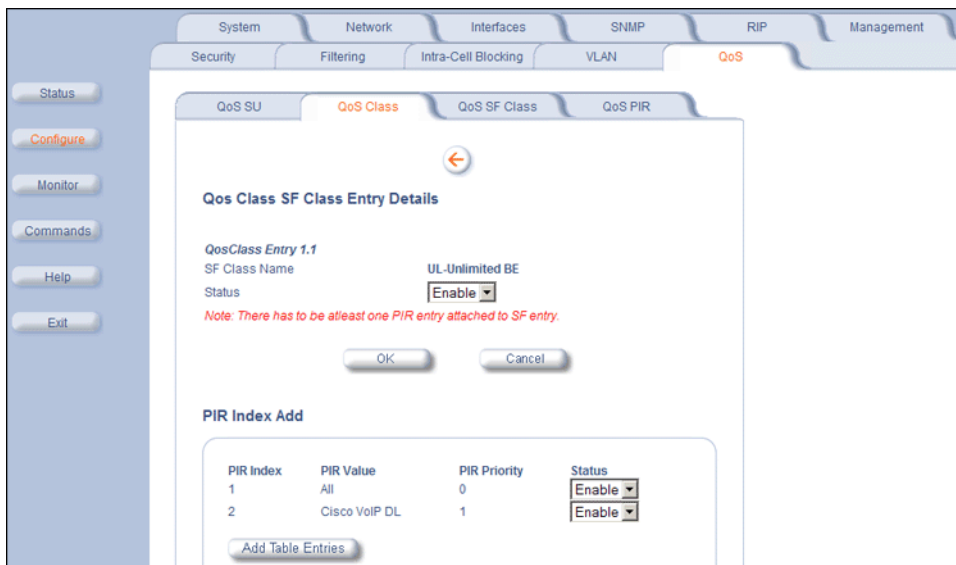 System Network Interfaces SNMP RIP Management
Security Filtering Intra-Cell Blocking VLAN QoS
Status
Configure
Monitor
Commands
Help
Exit
QoS SU QoS Class QoS SF Class QoS PIR
Qos Class SF Class Entry Details
QosClass Entry 1.1
SF Class Name UL-Unlimited BE
Status Enable
Note: There has to be atleast one PIR entry attached to SF entry.
OK Cancel
PIR Index Add
PIR Index PIR Value PIR Priority Status
1 All 0 Enable
2 Cisco VoIP DL 1 Enable
Add Table Entries